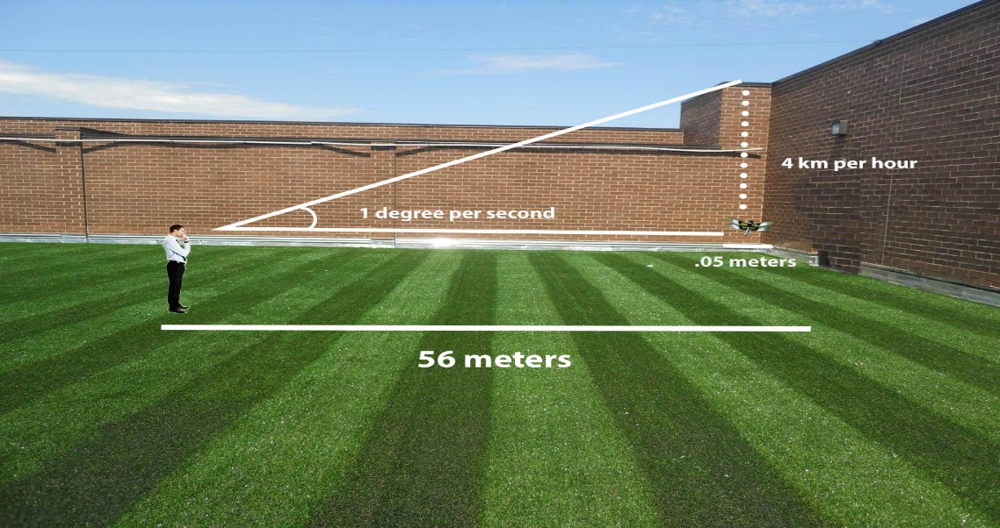 4 km per hour
1 degree per second
.05 meters
56 meters